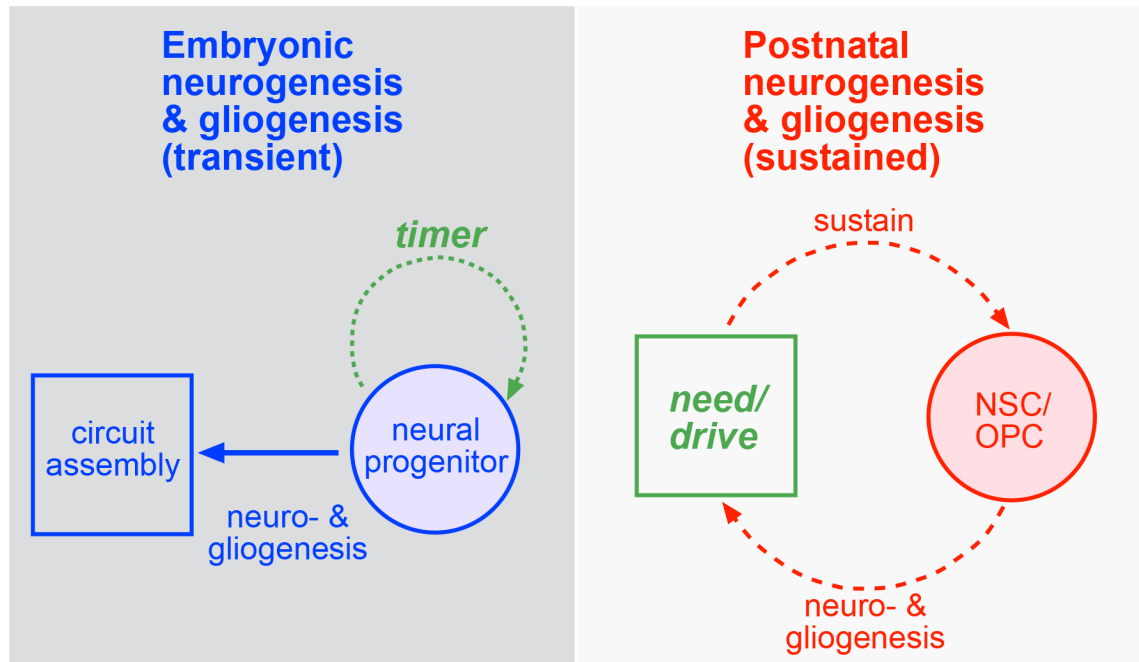 Embryonic
neurogenesis
& gliogenesis
(transient)
timer
circuit
assembly
neural
progenitor
neuro- &
gliogenesis
Postnatal
neurogenesis
& gliogenesis
(sustained)
sustain
need/
drive
NSC/
OPC
neuro- &
gliogenesis